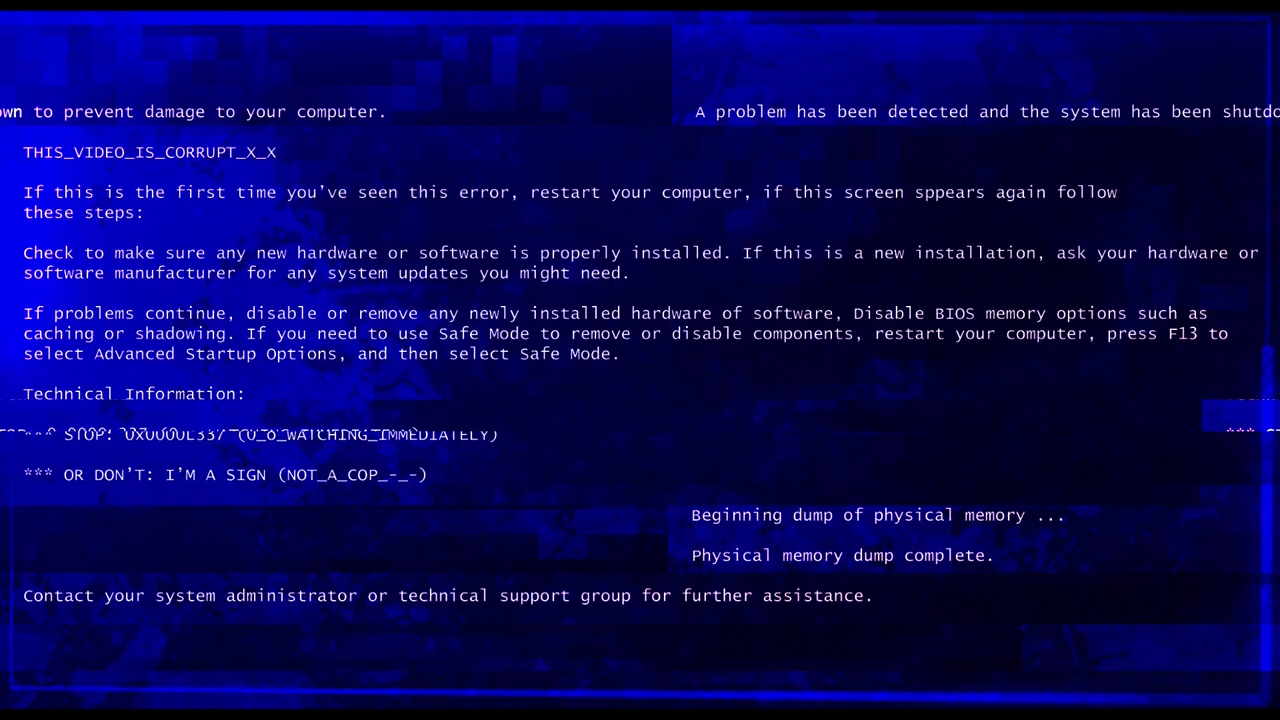 own to prevent damage to your computer. A problem has been detected and the system has been shutdo
THIS_VIDEO_IS_CORRUPT_X_X
If this is the first time you've seen this error, restart your computer, if this screen sppears again follow
these steps:
Check to make sure any new hardware or software is properly installed. If this is a new installation, ask your hardware or
software manufacturer for any system updates you might need.
If problems continue, disable or remove any newly installed hardware of software, Disable BIOS memory options such as
caching or shadowing. If you need to use Safe Mode to remove or disable components, restart your computer, press F13 to
select Advanced Startup Options, and then select Safe Mode.
Technical Information:
*** STOP: 0X000L337 (O_o_WATCHING_IMMEDIATELY)
*** OR DON'T: I'M A SIGN (NOT_A_COP_-_-)
Beginning dump of physical memory ...
Physical memory dump complete.
Contact your system administrator or technical support group for further assistance.